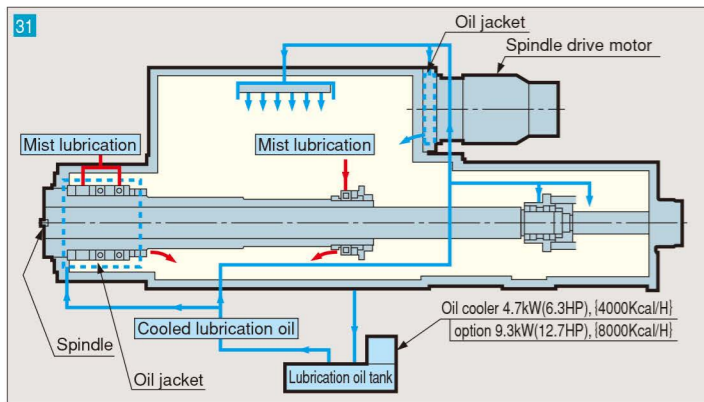 31
Oil jacket
Spindle drive motor
Mist lubrication
Mist lubrication
Oil cooler 4.7kW(6.3HP), {4000Kcal/H}
option 9.3kW(12.7HP), {8000Kcal/H}
Cooled lubrication oil
Spindle
Oil jacket
Lubrication oil tank